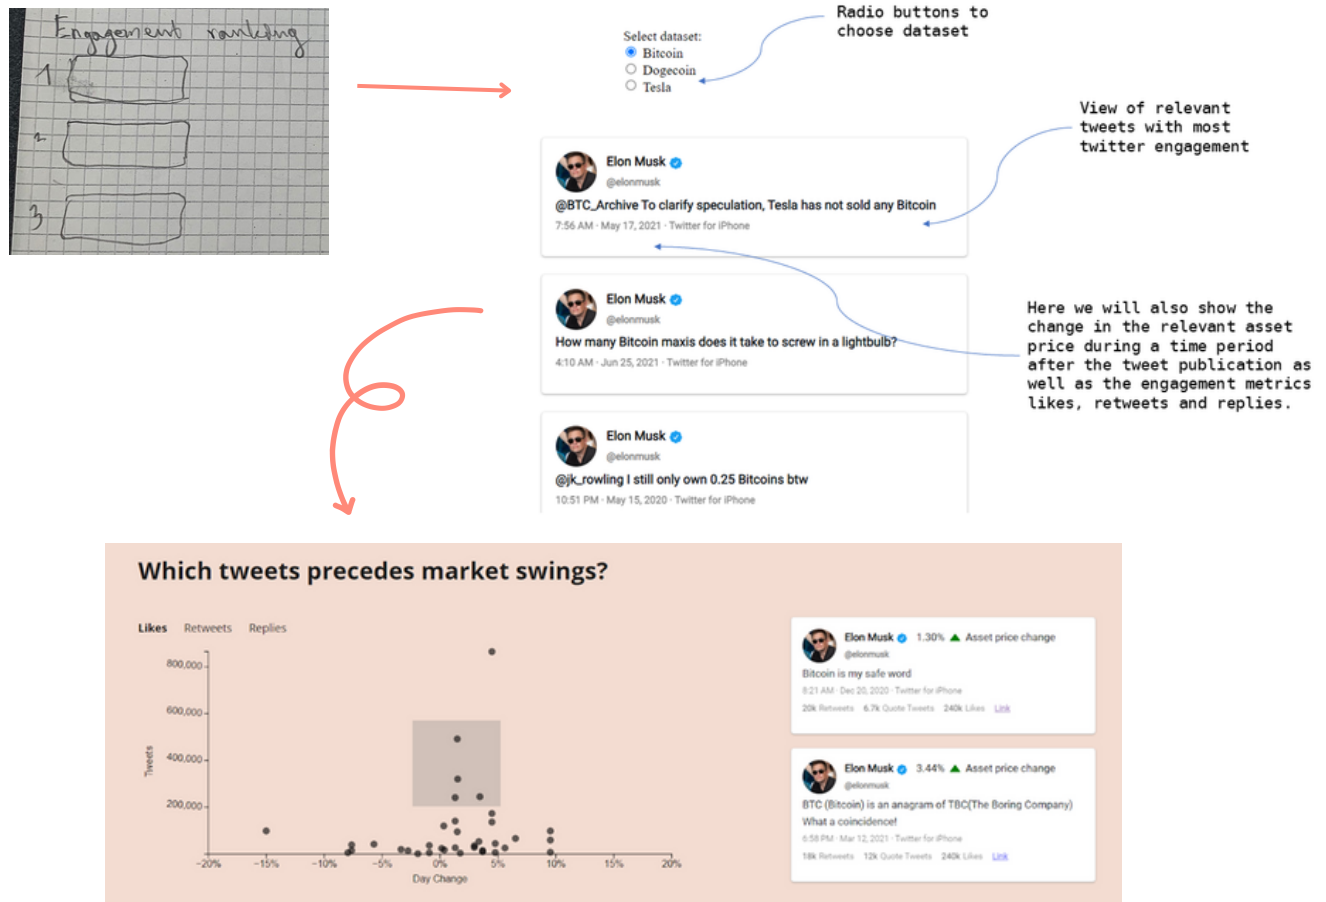 Engagement ranking
1
2
3
Radio buttons to
choose dataset
Select dataset:
Bitcoin
Dogecoin
Tesla
View of relevant
tweets with most
twitter engagement
Elon Musk
@elonmusk
@BTC_Archive To clarify speculation, Tesla has not sold any Bitcoin
7:56 AM · May 17, 2021 · Twitter for iPhone
Elon Musk
@elonmusk
How many Bitcoin maxis does it take to screw in a lightbulb?
4:10 AM · Jun 25, 2021 · Twitter for iPhone
Here we will also show the
change in the relevant asset
price during a time period
after the tweet publication as
well as the engagement metrics
likes, retweets and replies.
Elon Musk
@elonmusk
@jk_rowling I still only own 0.25 Bitcoins btw
10:51 PM · May 15, 2020 · Twitter for iPhone
Which tweets precedes market swings?
Likes Retweets Replies
800,000
600,000
400,000
200,000
Tweets
−20% −15% −10% −5% 0% 5% 10% 15% 20%
Day Change
Elon Musk 1.30% ▲ Asset price change
@elonmusk
Bitcoin is my safe word
8:21 AM · Dec 20, 2020 · Twitter for iPhone
20k Retweets 6.7k Quote Tweets 240k Likes Link
Elon Musk 3.44% ▲ Asset price change
@elonmusk
BTC (Bitcoin) is an anagram of TBC(The Boring Company)
What a coincidence!
6:58 PM · Mar 12, 2021 · Twitter for iPhone
18k Retweets 12k Quote Tweets 240k Likes Link